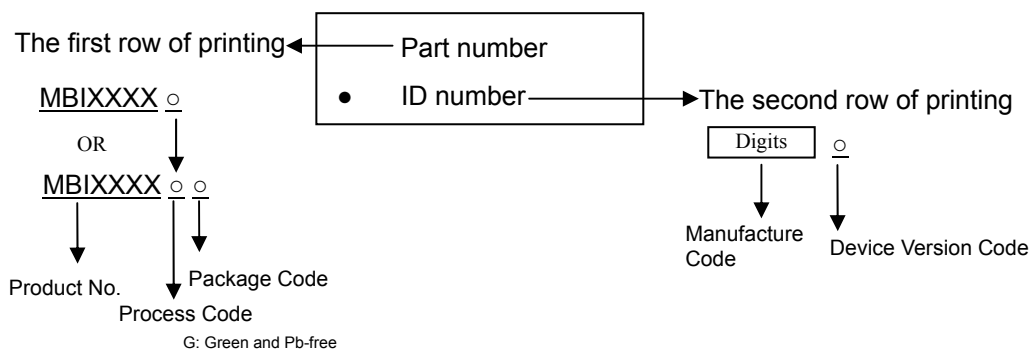 The first row of printing
Part number
● ID number
The second row of printing
MBIXXXX ○
OR
MBIXXXX ○ ○
Digits ○
Product No.
Process Code
Package Code
G: Green and Pb-free
Manufacture
Code
Device Version Code